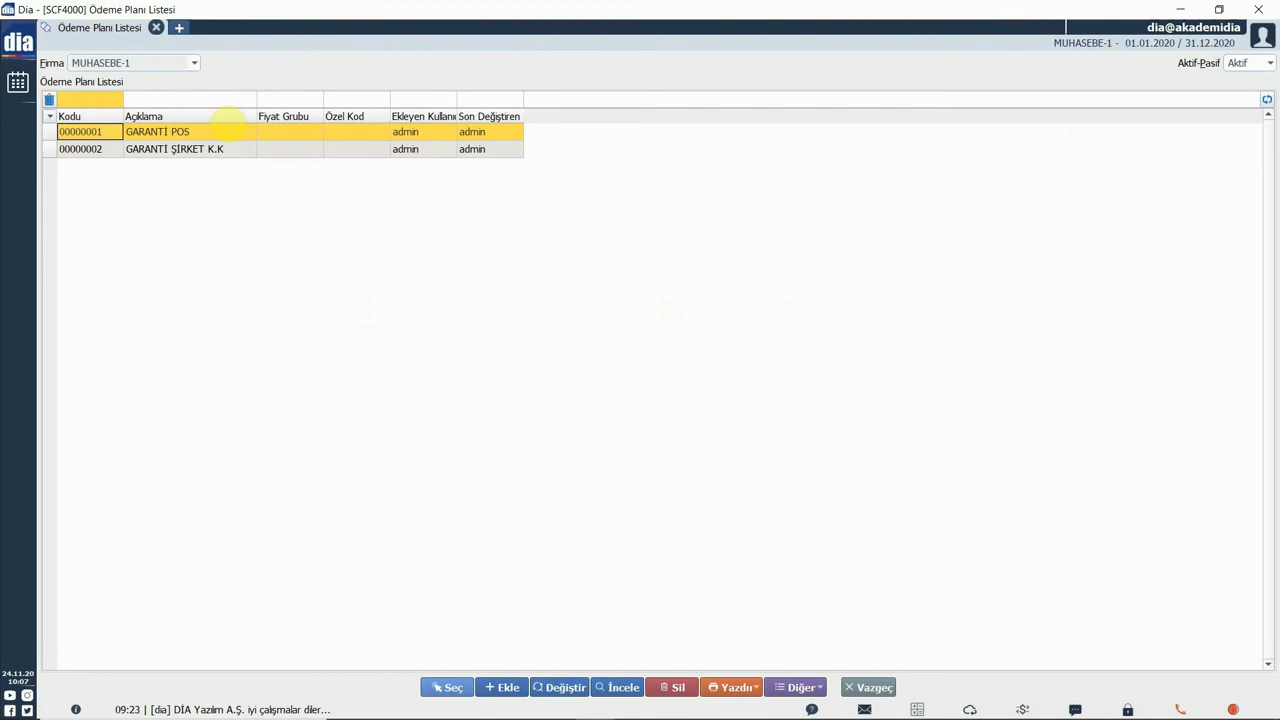 Dia - [SCF4000] Ödeme Planı Listesi
dia
Ödeme Planı Listesi
dia@akademidia
MUHASEBE-1 - 01.01.2020 / 31.12.2020
Firma MUHASEBE-1
Aktif-Pasif Aktif
Ödeme Planı Listesi
Kodu Açıklama Fiyat Grubu Özel Kod Ekleyen Kullanı Son Değiştiren
00000001 GARANTİ POS admin admin
00000002 GARANTİ ŞİRKET K.K admin admin
24.11.20
10:07
Seç Ekle Değiştir İncele Sil Yazdır Diğer Vazgeç
09:23 | [dia] DİA Yazılım A.Ş. iyi çalışmalar diler...